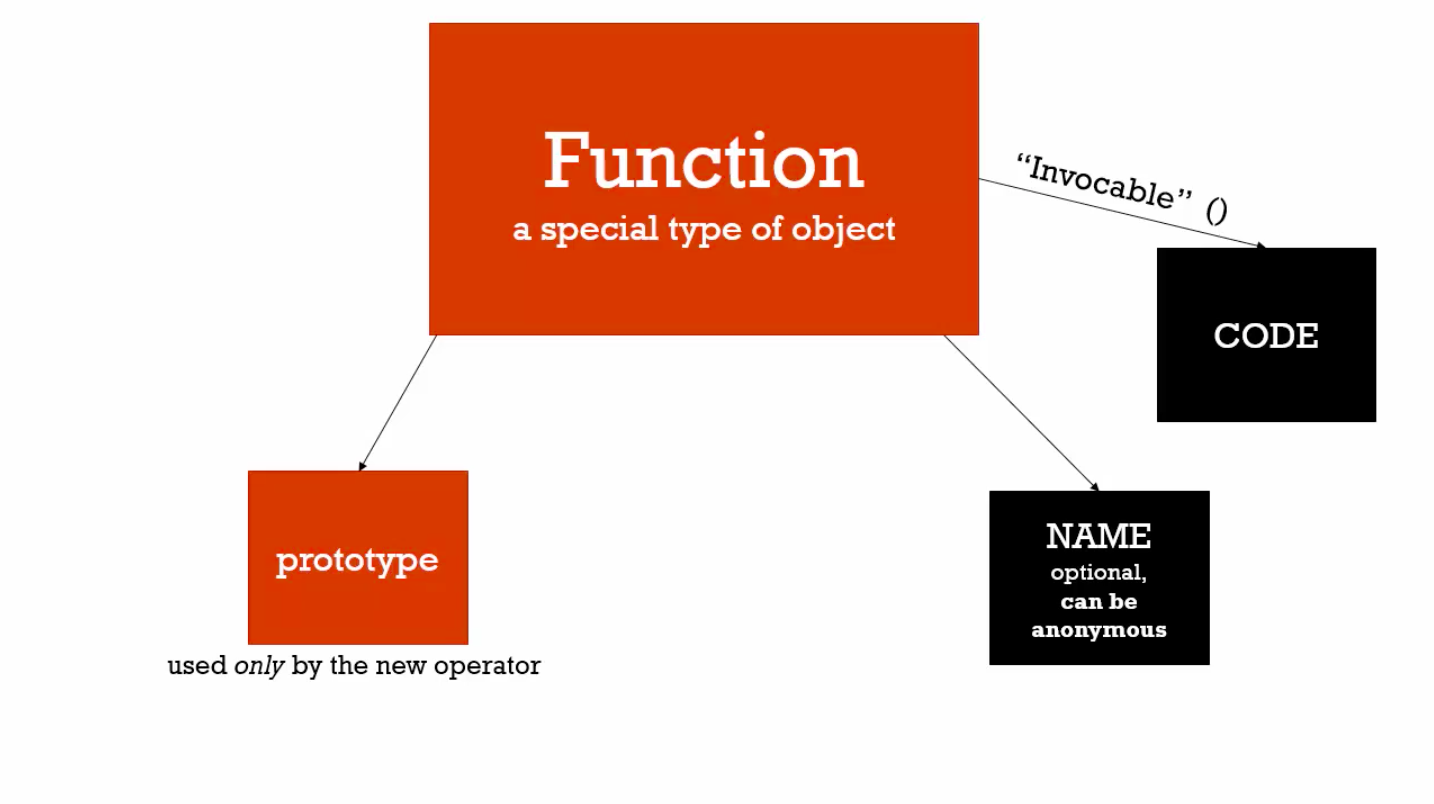 Function
a special type of object
“Invocable” ()
CODE
prototype
used only by the new operator
NAME
optional,
can be
anonymous